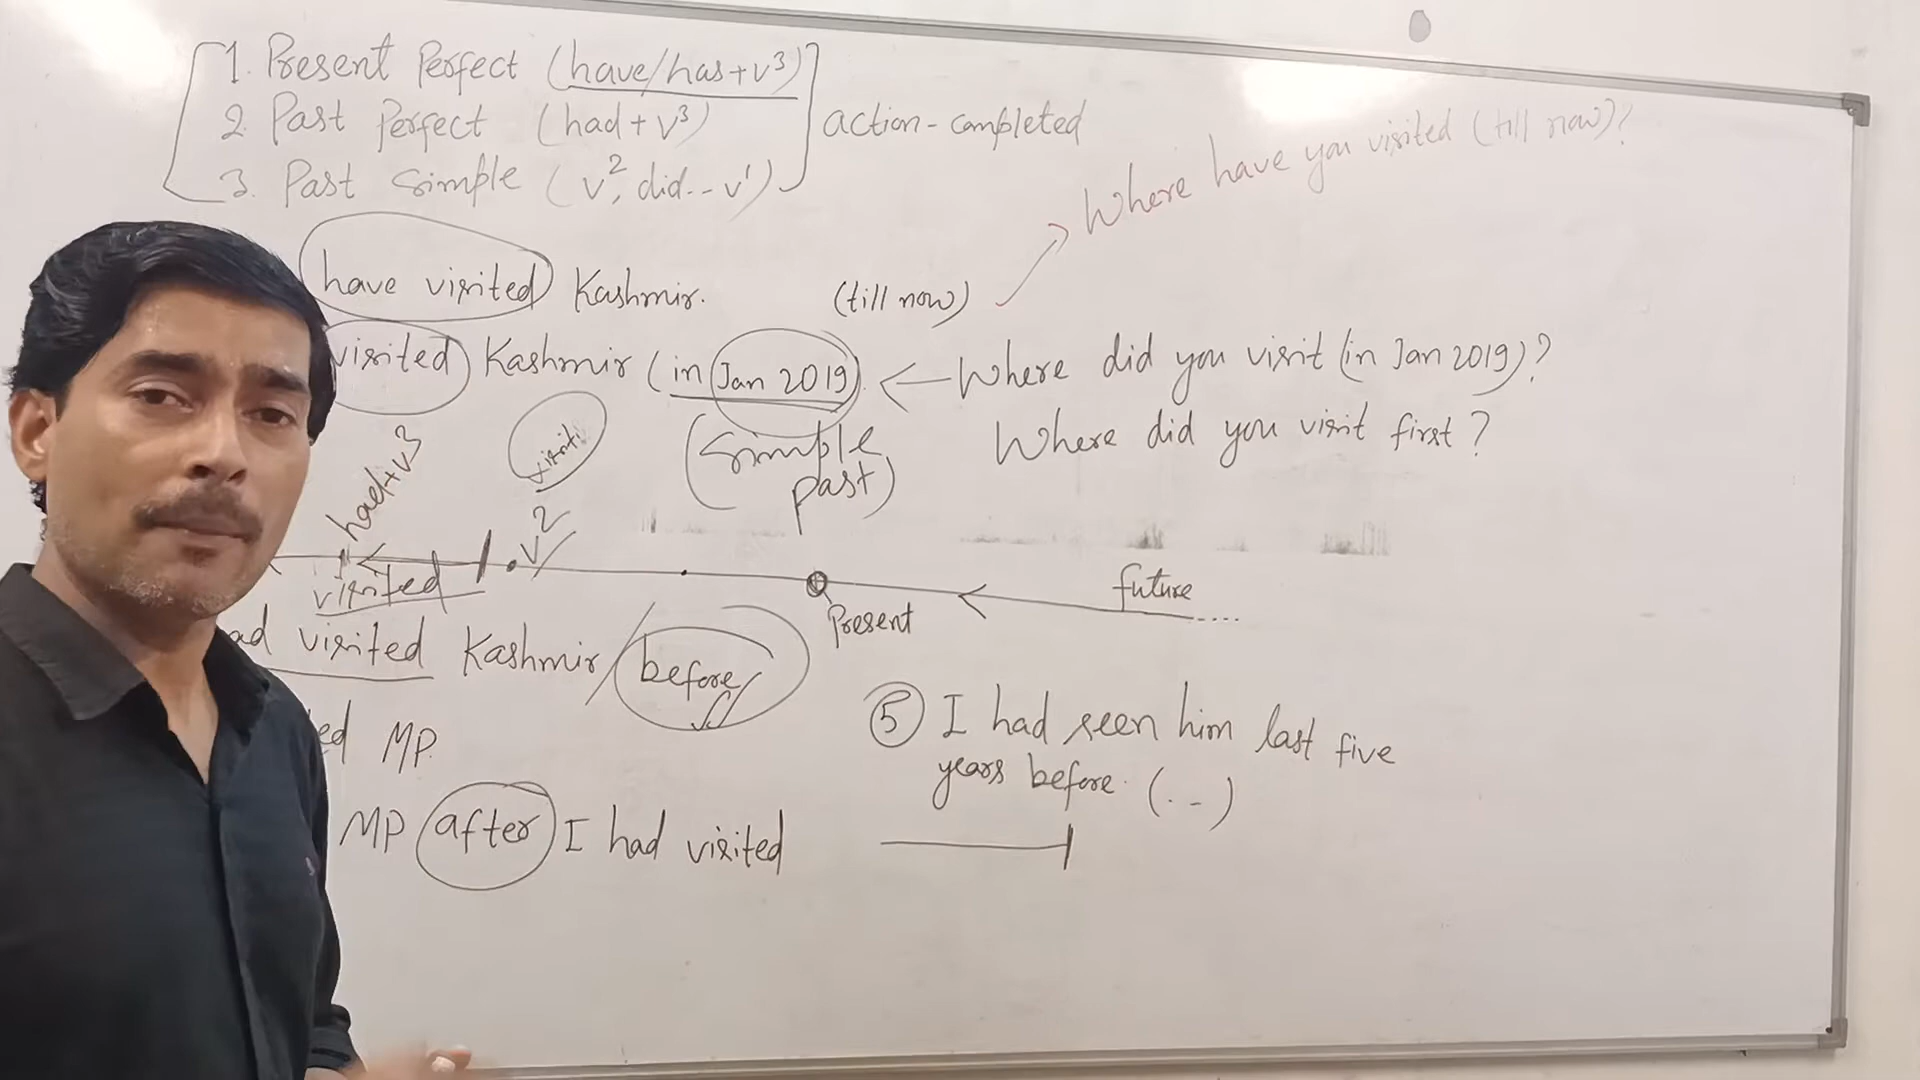 1. Present Perfect (have/has+v3)
2. Past Perfect (had+v3)
3. Past Simple (v2, did... v1)
action-completed
Where have you visited (till now)?
have visited Kashmir. (till now)
visited Kashmir (in Jan 2019) ← Where did you visit (in Jan 2019)?
(Simple past)
Where did you visit first?
had+v3
v2
visited
Present
future
ad visited Kashmir / before
ed MP.
MP after I had visited
5 I had seen him last five
years before. (...)